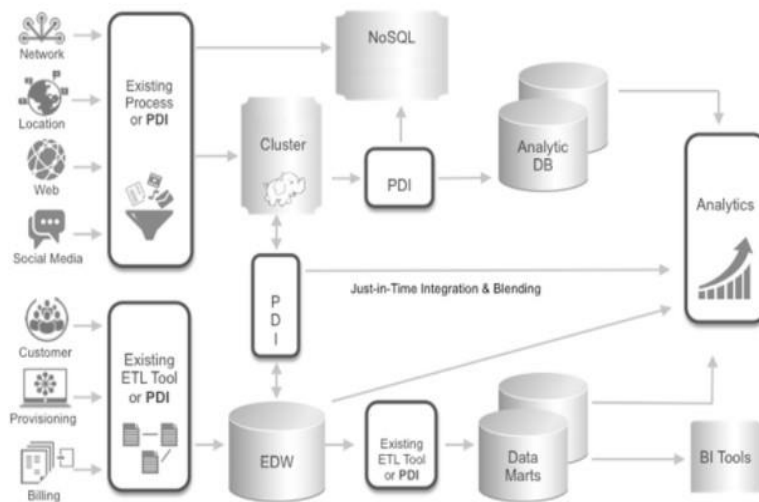 Network
Location
Web
Social Media
Existing
Process
or PDI
NoSQL
Cluster
PDI
Analytic
DB
Analytics
P
D
I
Just-in-Time Integration & Blending
Customer
Provisioning
Billing
Existing
ETL Tool
or PDI
EDW
Existing
ETL Tool
or PDI
Data
Marts
BI Tools